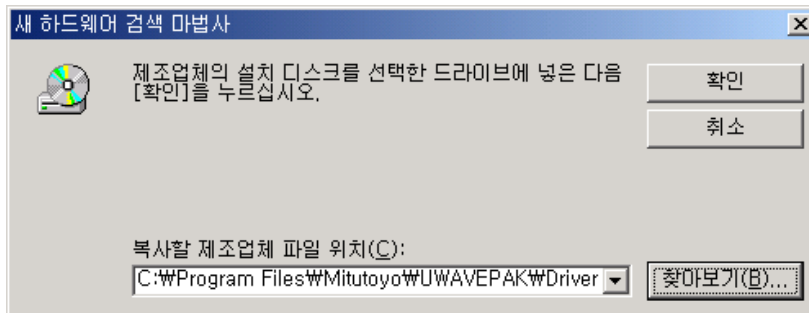 새 하드웨어 검색 마법사
제조업체의 설치 디스크를 선택한 드라이브에 넣은 다음
[확인]을 누르십시오.
확인
취소
복사할 제조업체 파일 위치(C):
C:₩Program Files₩Mitutoyo₩UWAVEPAK₩Driver
찾아보기(B)...